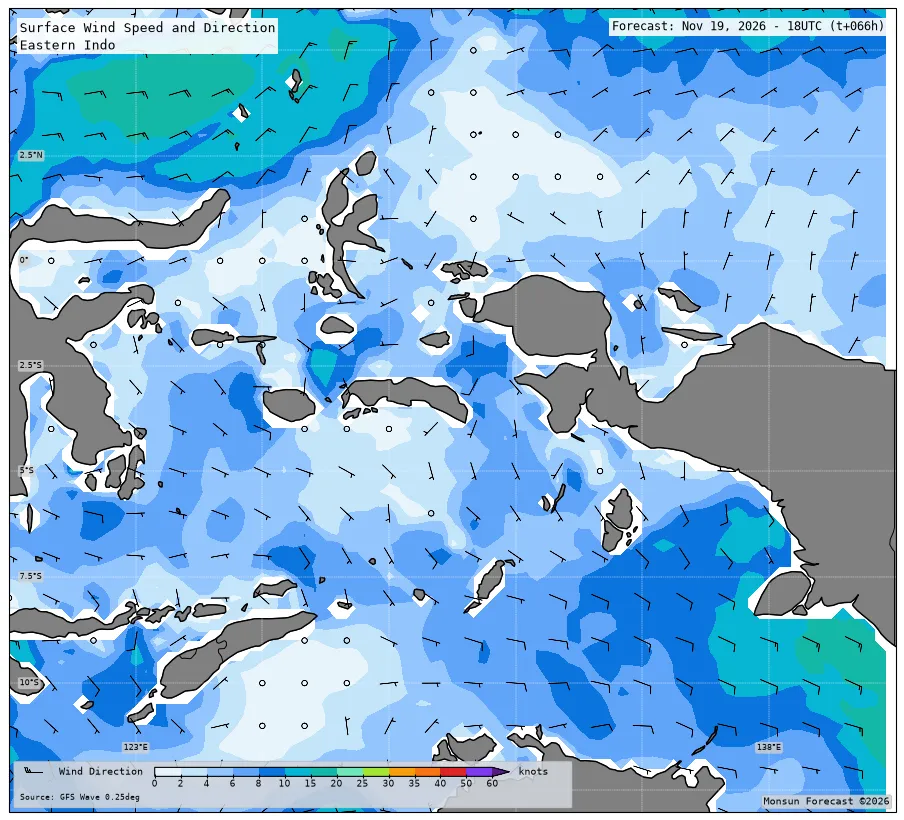 Surface Wind Speed and Direction
Eastern Indo
Forecast: Nov 19, 2026 - 18UTC (t+066h)
2.5°N
0°
2.5°S
5°S
7.5°S
10°S
123°E
138°E
Wind Direction
knots
0 2 4 6 8 10 15 20 25 30 35 40 50 60
Source: GFS Wave 0.25deg
Monsun Forecast ©2026